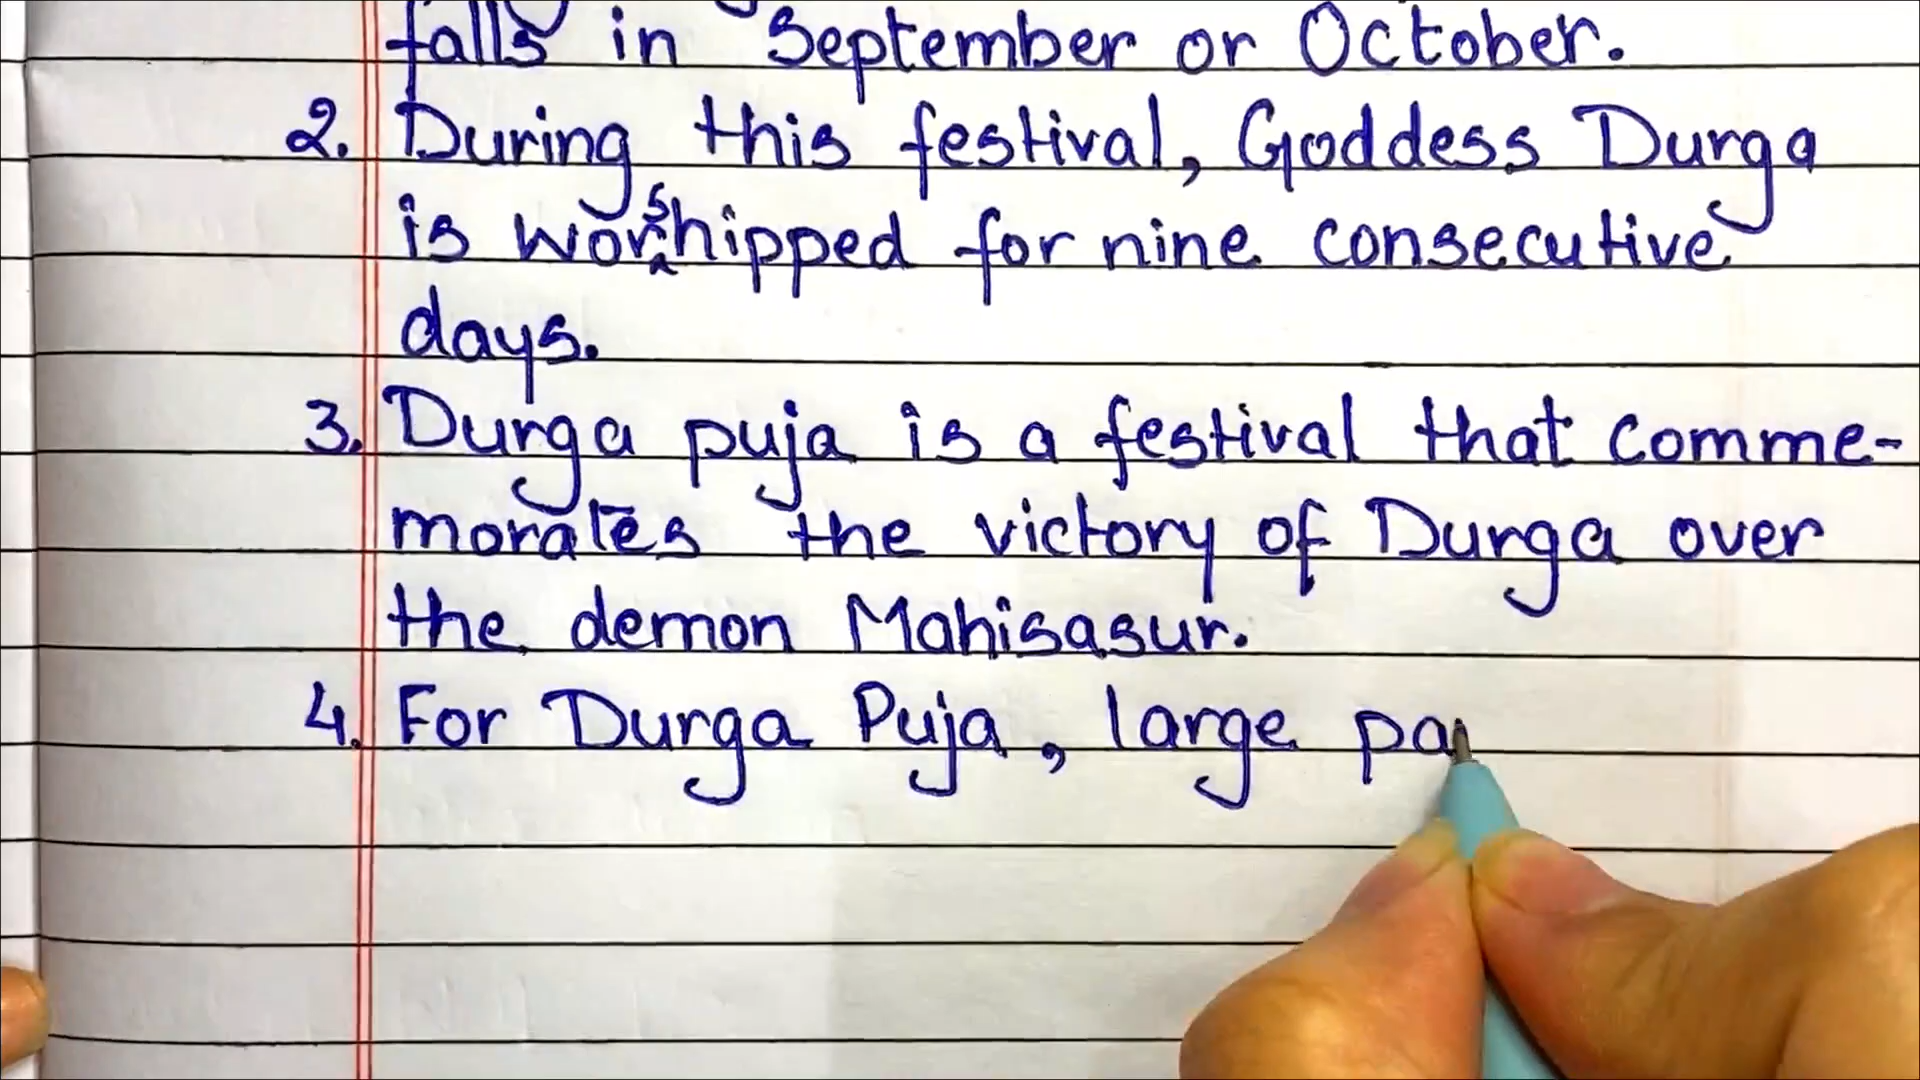 falls in September or October.
2. During this festival, Goddess Durga
is worshipped for nine consecutive
days.
3. Durga puja is a festival that comme-
morates the victory of Durga over
the demon Mahisasur.
4. For Durga Puja, large pa